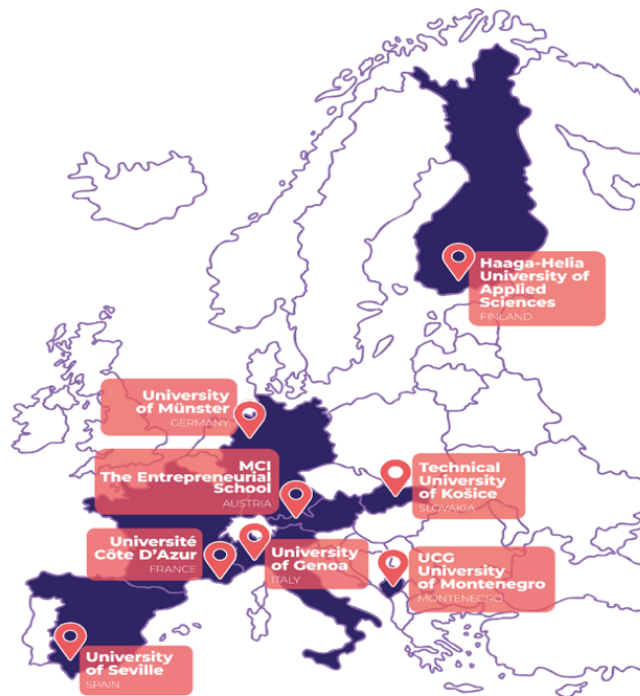 Haaga-Helia
University of
Applied
Sciences
FINLAND
University
of Münster
GERMANY
MCI
The Entrepreneurial
School
AUSTRIA
Technical
University
of Košice
SLOVAKIA
Université
Côte D'Azur
FRANCE
University
of Genoa
ITALY
UCG
University
of Montenegro
MONTENEGRO
University
of Seville
SPAIN